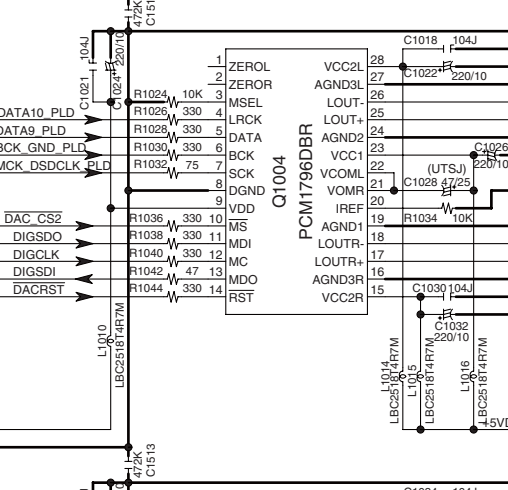 472K
C1511
C1018
104J
C1022
220/10
104J
C1021
220/10
C1024
R1024 10K
R1026 330
R1028 330
R1030 330
R1032 75
DATA10_PLD
DATA9_PLD
BCK_GND_PLD
MCK_DSDCLK_PLD
1 ZEROL
2 ZEROR
3 MSEL
4 LRCK
5 DATA
6 BCK
7 SCK
8 DGND
9 VDD
10 MS
11 MDI
12 MC
13 MDO
14 RST
Q1004
PCM1796DBR
VCC2L 28
AGND3L 27
LOUT- 26
LOUT+ 25
AGND2 24
VCC1 23
VCOML 22
VOMR 21
IREF 20
AGND1 19
LOUTR- 18
LOUTR+ 17
AGND3R 16
VCC2R 15
C1026
220/10
(UTSJ)
C1028 47/25
R1034 10K
DAC_CS2
DIGSDO
DIGCLK
DIGSDI
DACRST
R1036 330
R1038 330
R1040 330
R1042 47
R1044 330
C1030 104J
C1032
220/10
L1010
LBC2518T4R7M
L1014
LBC2518T4R7M
L1015
LBC2518T4R7M
L1016
LBC2518T4R7M
+5VD
472K
C1513